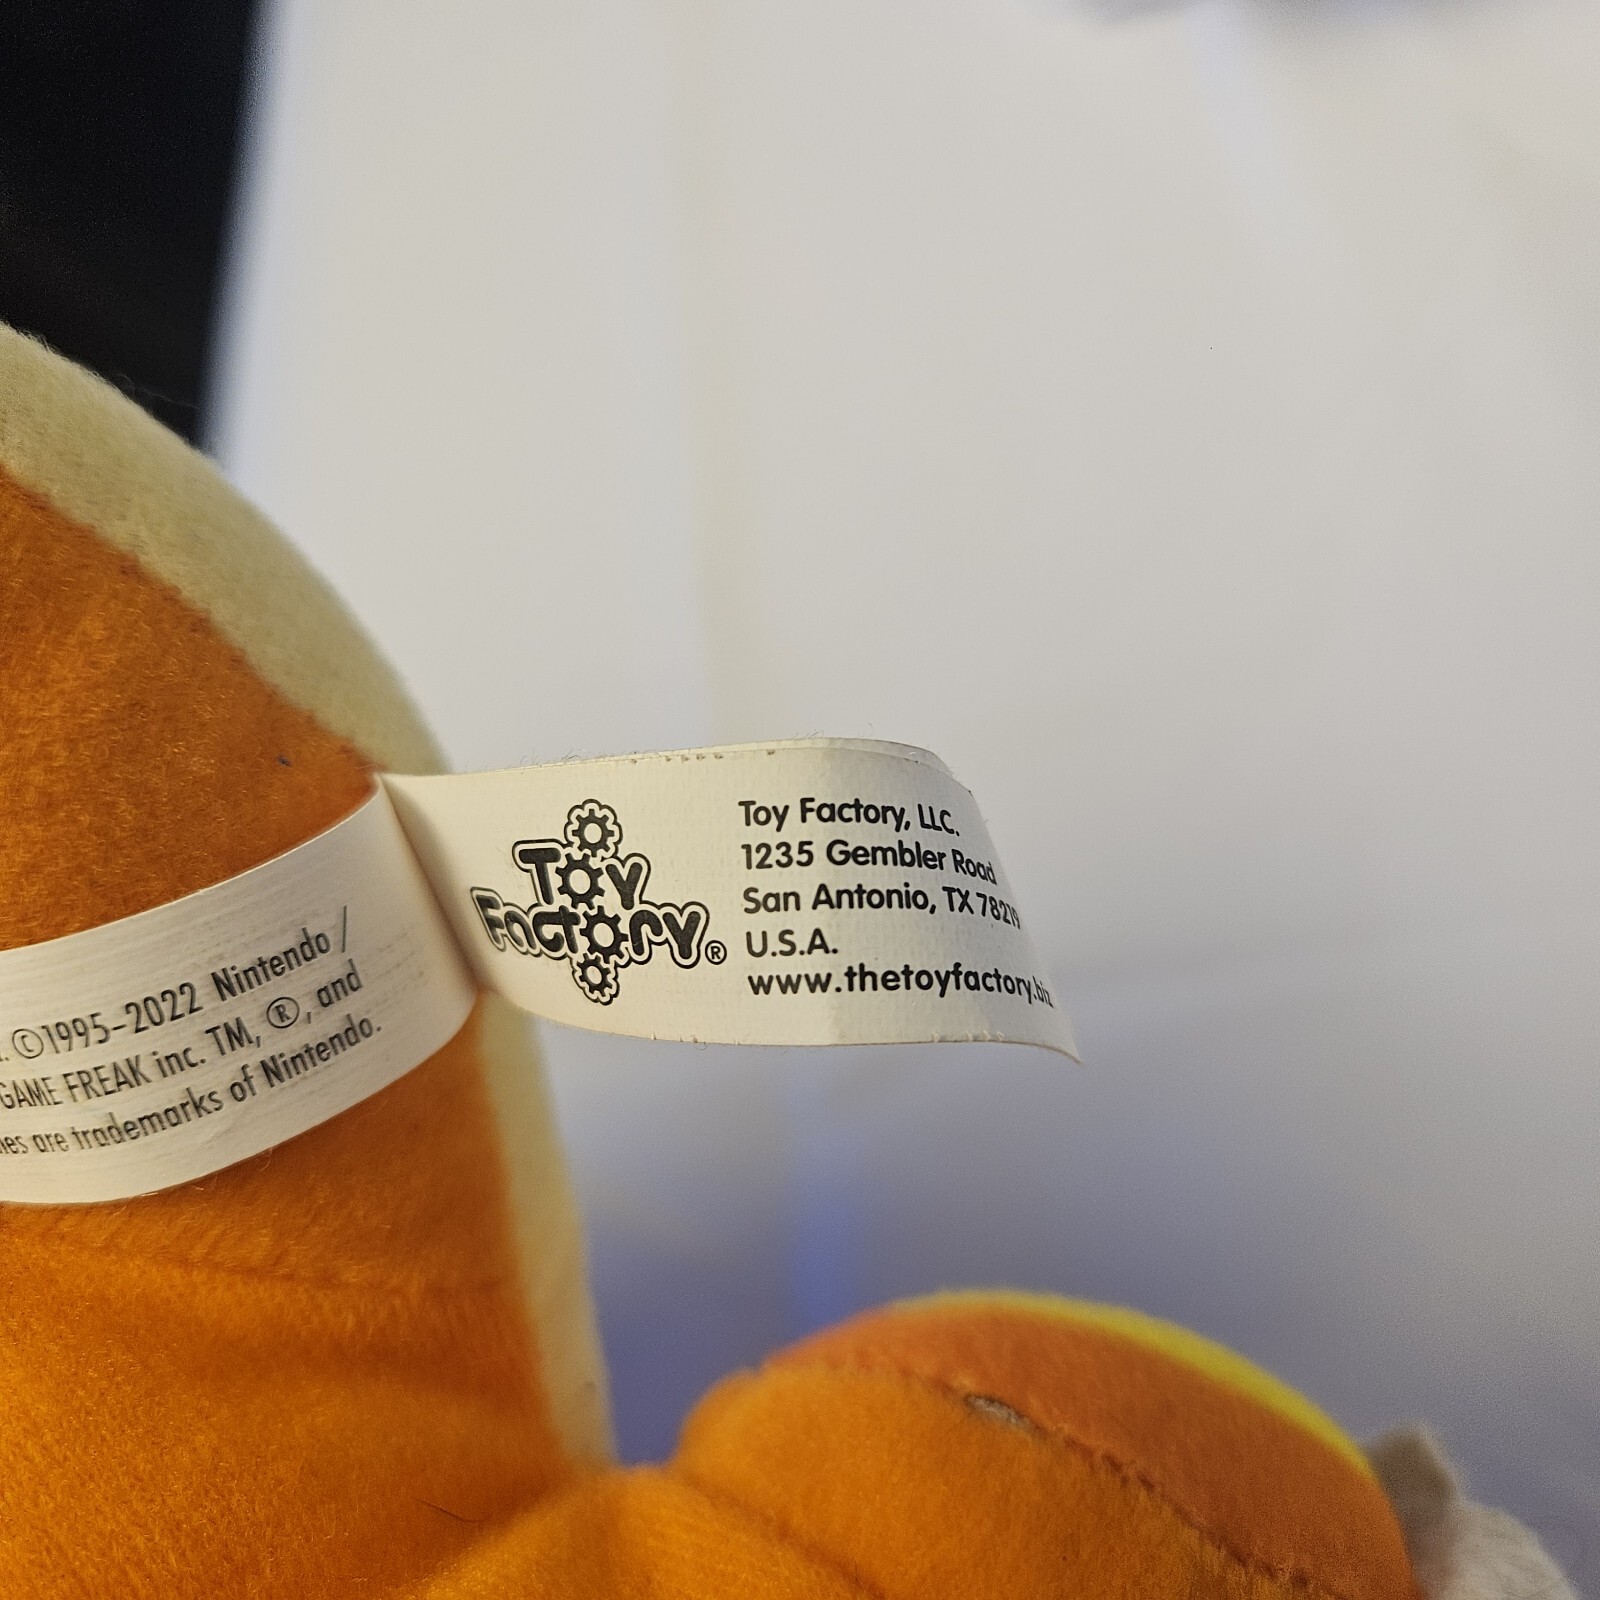 . ©1995–2022 Nintendo /
GAME FREAK inc. TM, ®, and
are trademarks of Nintendo.
Toy
Factory®
Toy Factory, LLC.
1235 Gembler Road
San Antonio, TX 78219
U.S.A.
www.thetoyfactory.biz